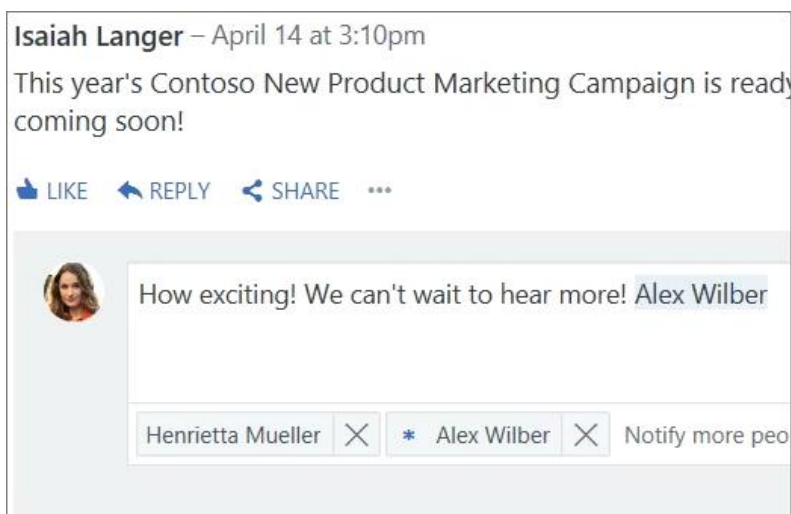 Isaiah Langer – April 14 at 3:10pm
This year's Contoso New Product Marketing Campaign is ready
coming soon!
LIKE REPLY SHARE •••
How exciting! We can't wait to hear more! Alex Wilber
Henrietta Mueller * Alex Wilber Notify more peo